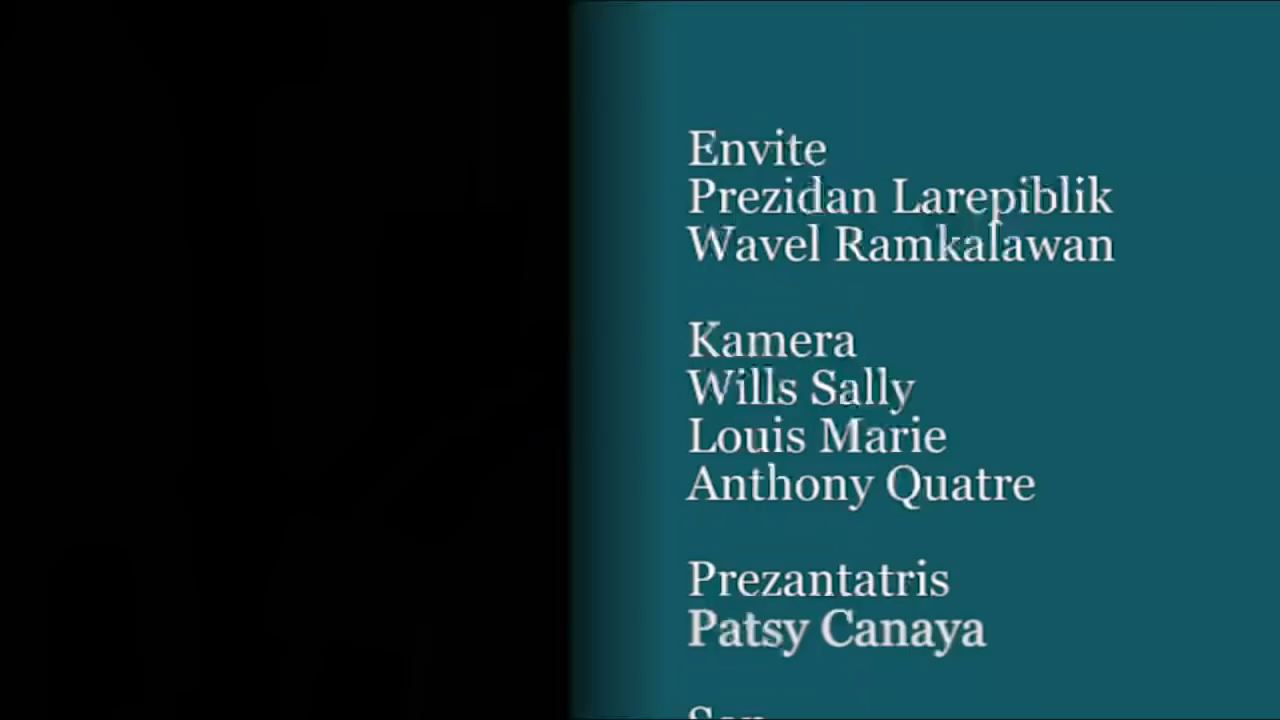 Envite
Prezidan Larepiblik
Wavel Ramkalawan
Kamera
Wills Sally
Louis Marie
Anthony Quatre
Prezantatris
Patsy Canaya